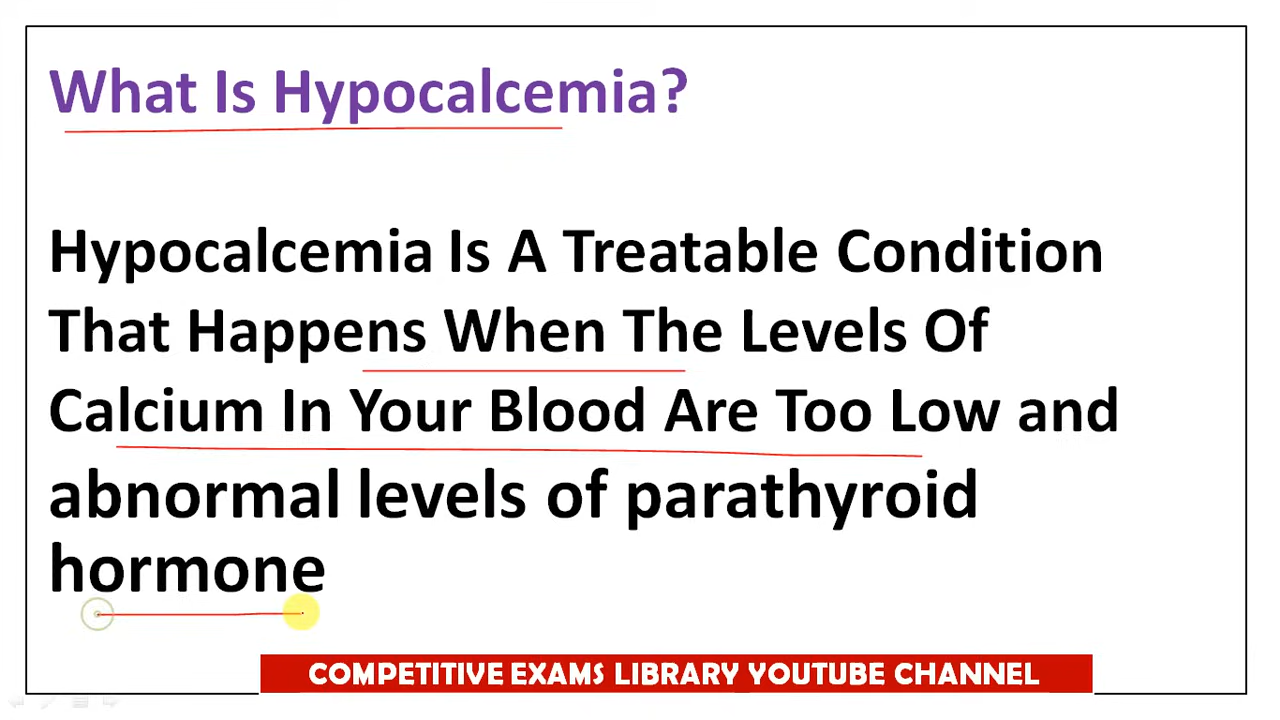 What Is Hypocalcemia?
Hypocalcemia Is A Treatable Condition
That Happens When The Levels Of
Calcium In Your Blood Are Too Low and
abnormal levels of parathyroid
hormone
COMPETITIVE EXAMS LIBRARY YOUTUBE CHANNEL